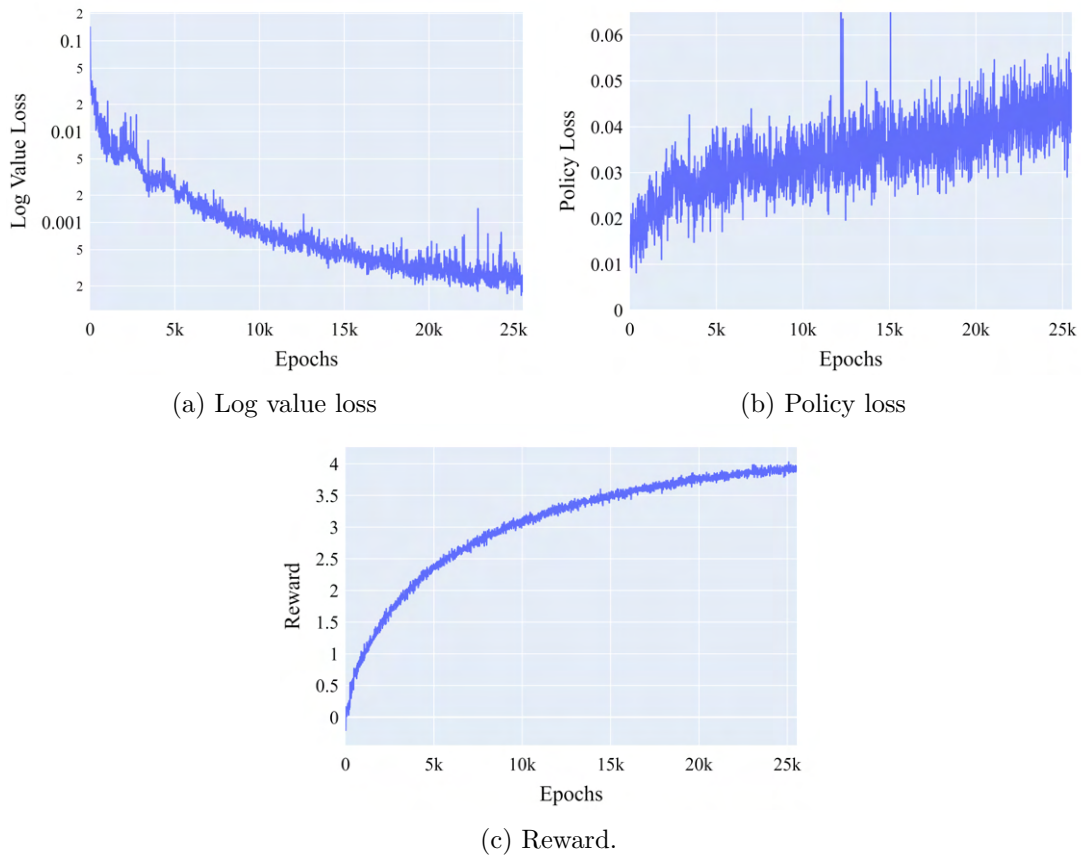 2
0.1
5
2
0.01
5
2
0.001
5
2
Log Value Loss
0 5k 10k 15k 20k 25k
Epochs
(a) Log value loss
0.06
0.05
0.04
0.03
0.02
0.01
0
Policy Loss
0 5k 10k 15k 20k 25k
Epochs
(b) Policy loss
4
3.5
3
2.5
2
1.5
1
0.5
0
Reward
0 5k 10k 15k 20k 25k
Epochs
(c) Reward.